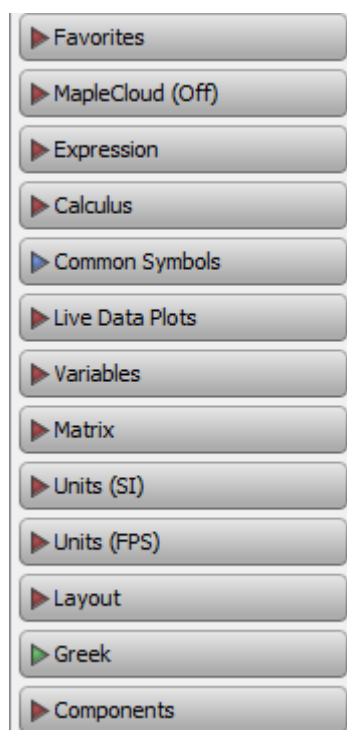 Favorites
MapleCloud (Off)
Expression
Calculus
Common Symbols
Live Data Plots
Variables
Matrix
Units (SI)
Units (FPS)
Layout
Greek
Components